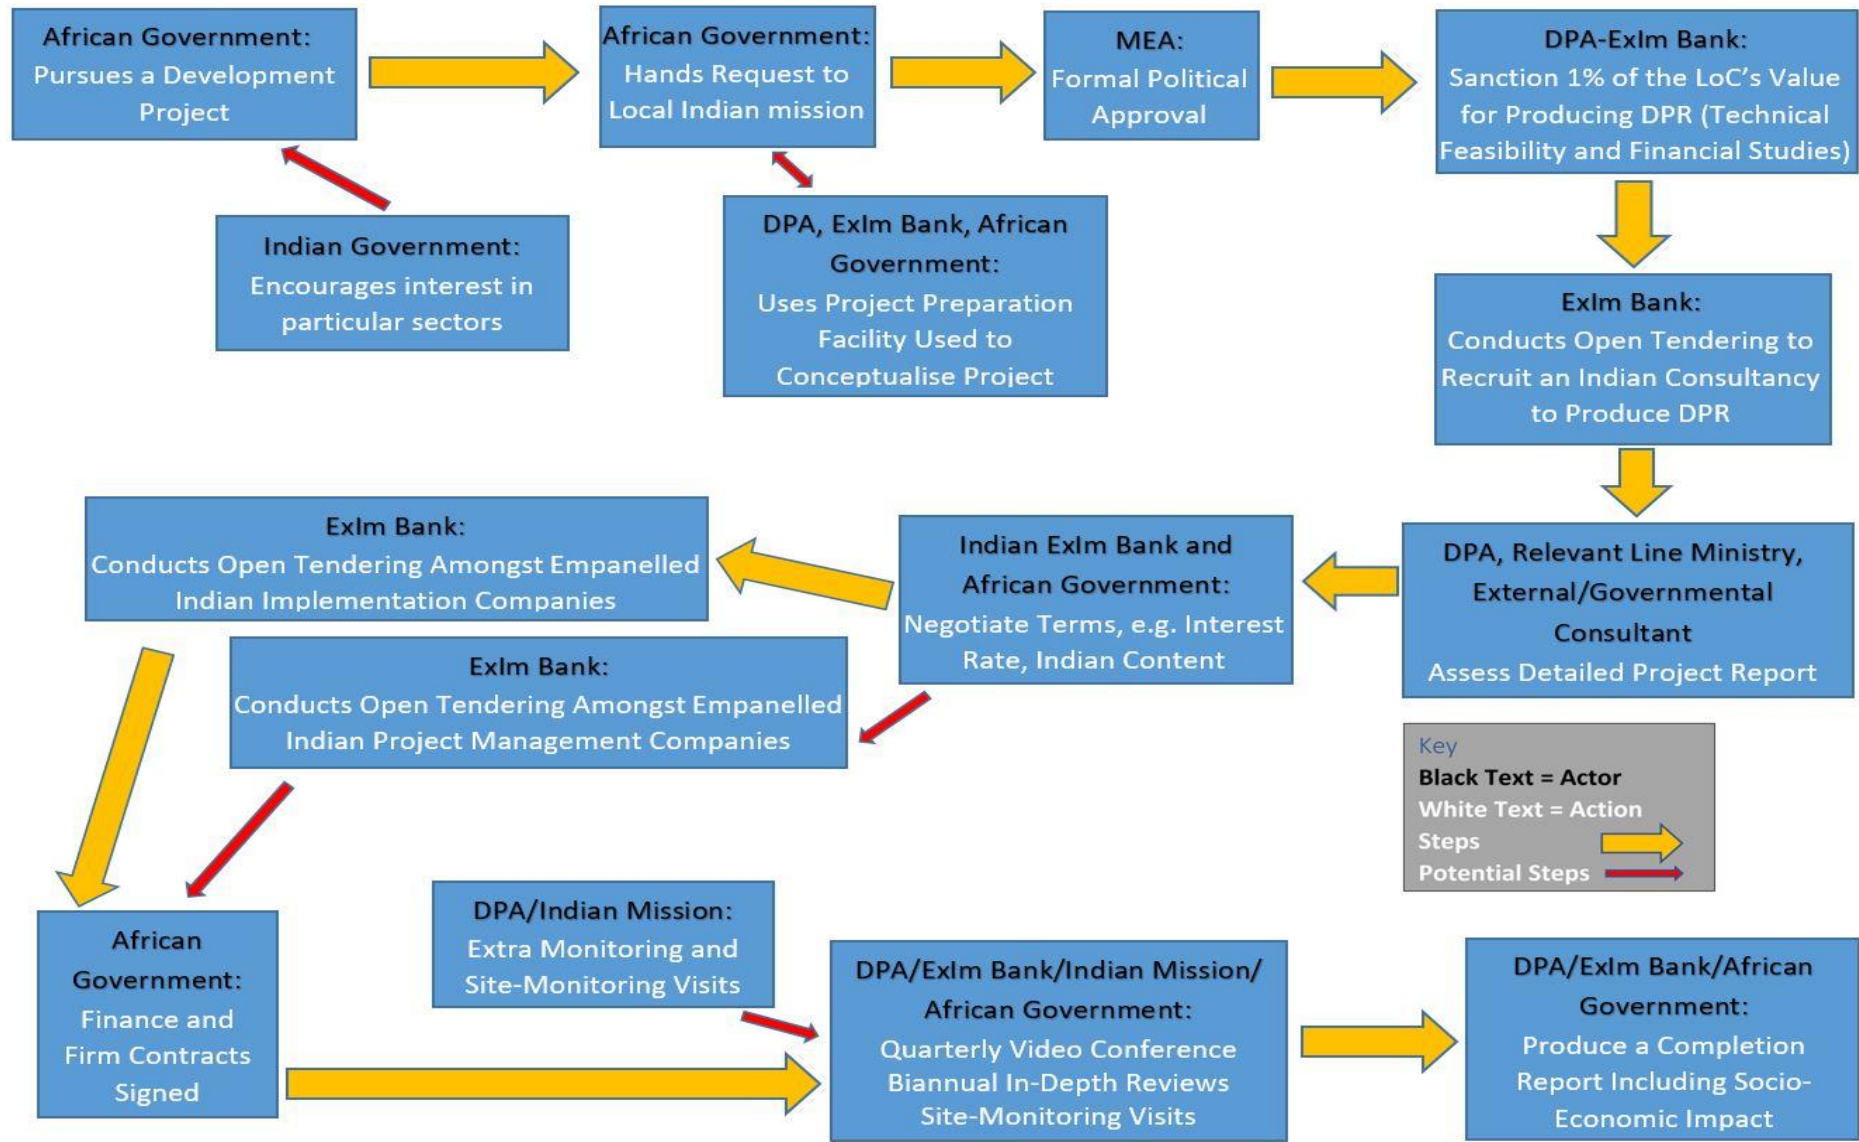 African Government:
Pursues a Development
Project
African Government:
Hands Request to
Local Indian mission
MEA:
Formal Political
Approval
DPA-ExIm Bank:
Sanction 1% of the LoC's Value
for Producing DPR (Technical
Feasibility and Financial Studies)
Indian Government:
Encourages interest in
particular sectors
DPA, ExIm Bank, African
Government:
Uses Project Preparation
Facility Used to
Conceptualise Project
ExIm Bank:
Conducts Open Tendering to
Recruit an Indian Consultancy
to Produce DPR
DPA, Relevant Line Ministry,
External/Governmental
Consultant
Assess Detailed Project Report
Indian ExIm Bank and
African Government:
Negotiate Terms, e.g. Interest
Rate, Indian Content
ExIm Bank:
Conducts Open Tendering Amongst Empanelled
Indian Implementation Companies
ExIm Bank:
Conducts Open Tendering Amongst Empanelled
Indian Project Management Companies
Key
Black Text = Actor
White Text = Action
Steps
Potential Steps
African
Government:
Finance and
Firm Contracts
Signed
DPA/Indian Mission:
Extra Monitoring and
Site-Monitoring Visits
DPA/ExIm Bank/Indian Mission/
African Government:
Quarterly Video Conference
Biannual In-Depth Reviews
Site-Monitoring Visits
DPA/ExIm Bank/African
Government:
Produce a Completion
Report Including Socio-
Economic Impact